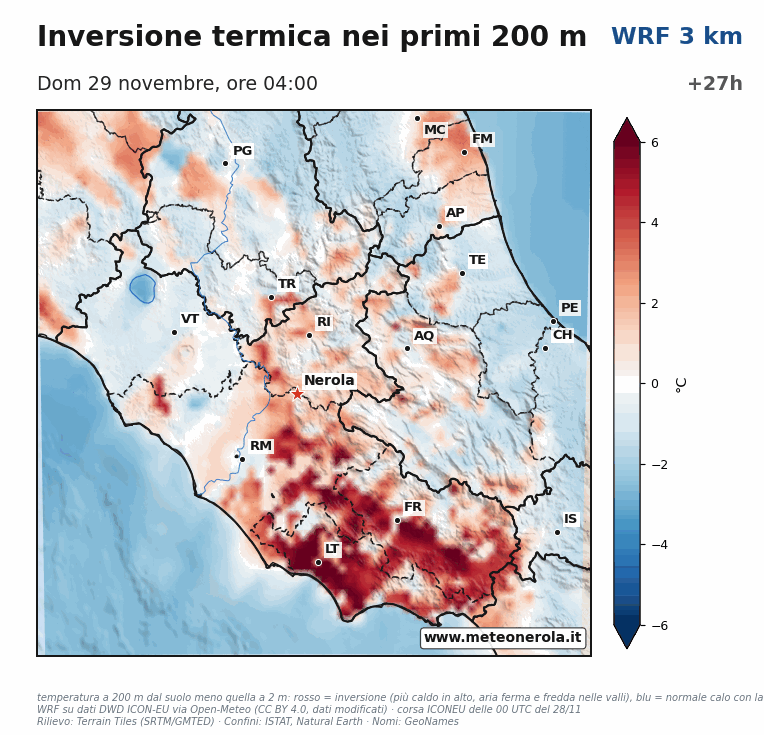 Inversione termica nei primi 200 m WRF 3 km
Dom 29 novembre, ore 04:00 +27h
MC
FM
PG
AP
TE
TR
PE
VT
RI
AQ
CH
Nerola
RM
FR
IS
LT
www.meteonerola.it
6
4
2
0
−2
−4
−6
°C
temperatura a 200 m dal suolo meno quella a 2 m: rosso = inversione (più caldo in alto, aria ferma e fredda nelle valli), blu = normale calo con la
WRF su dati DWD ICON-EU via Open-Meteo (CC BY 4.0, dati modificati) · corsa ICONEU delle 00 UTC del 28/11
Rilievo: Terrain Tiles (SRTM/GMTED) · Confini: ISTAT, Natural Earth · Nomi: GeoNames